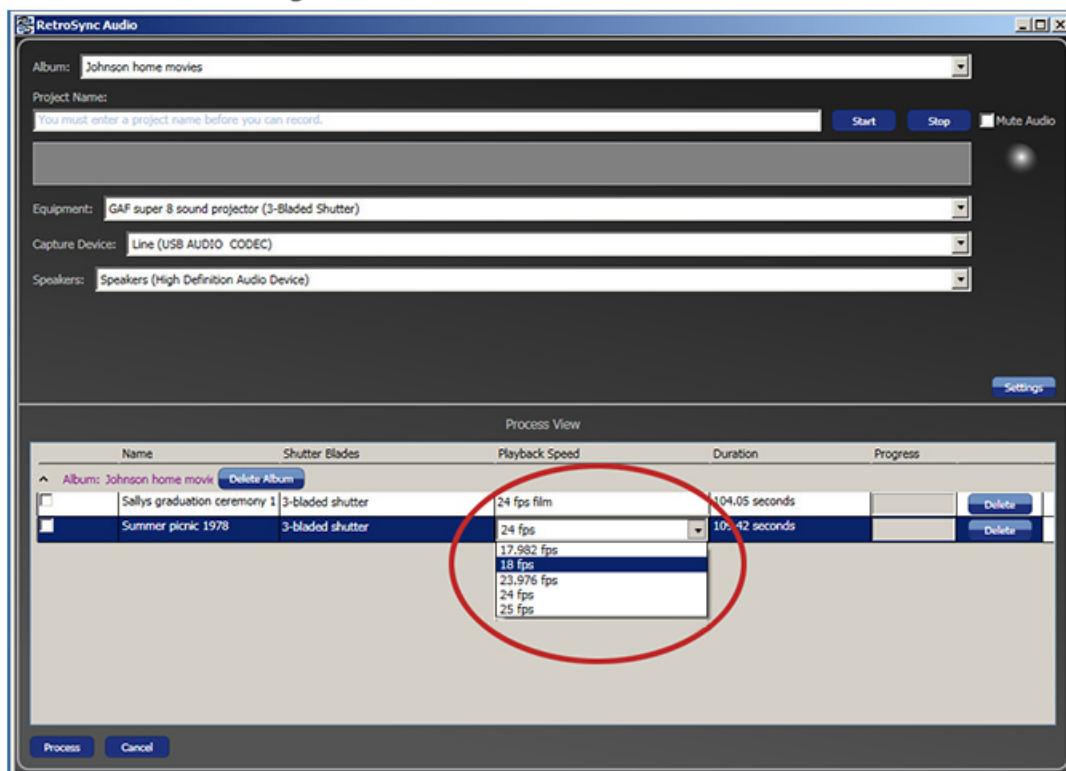 RetroSync Audio
Album: Johnson home movies
Project Name:
You must enter a project name before you can record. Start Stop Mute Audio
Equipment: GAF super 8 sound projector (3-Bladed Shutter)
Capture Device: Line (USB AUDIO CODEC)
Speakers: Speakers (High Definition Audio Device)
Settings
Process View
Name Shutter Blades Playback Speed Duration Progress
Album: Johnson home movie Delete Album
Sallys graduation ceremony 1 3-bladed shutter 24 fps film 104.05 seconds Delete
Summer picnic 1978 3-bladed shutter 24 fps seconds Delete
17.982 fps
18 fps
23.976 fps
24 fps
25 fps
Process Cancel